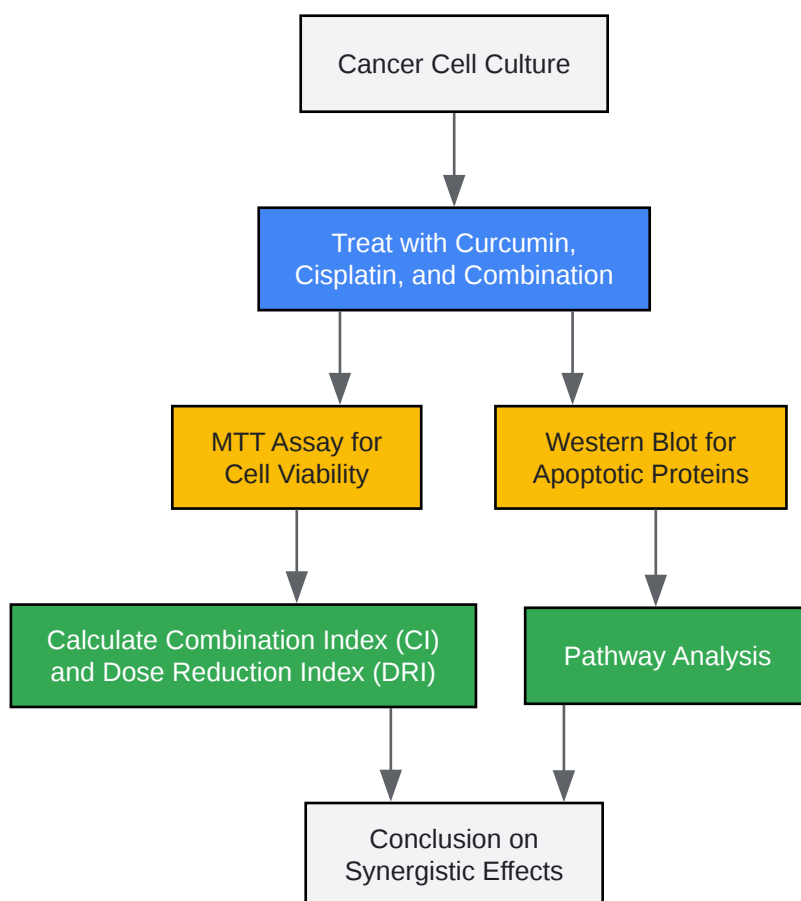 Cancer Cell Culture
Treat with Curcumin,
Cisplatin, and Combination
MTT Assay for
Cell Viability
Western Blot for
Apoptotic Proteins
Calculate Combination Index (CI)
and Dose Reduction Index (DRI)
Pathway Analysis
Conclusion on
Synergistic Effects